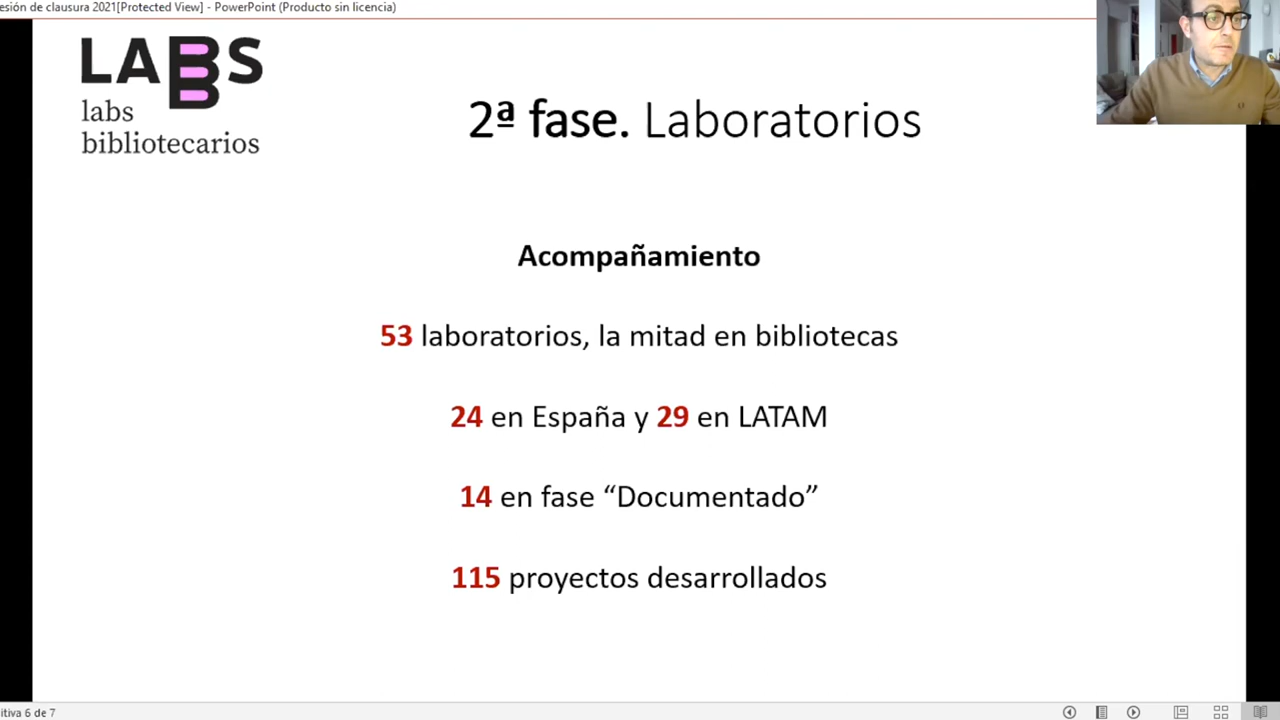 esión de clausura 2021[Protected View] - PowerPoint (Producto sin licencia)
LABS
labs
bibliotecarios
2ª fase. Laboratorios
Acompañamiento
53 laboratorios, la mitad en bibliotecas
24 en España y 29 en LATAM
14 en fase “Documentado”
115 proyectos desarrollados
itiva 6 de 7